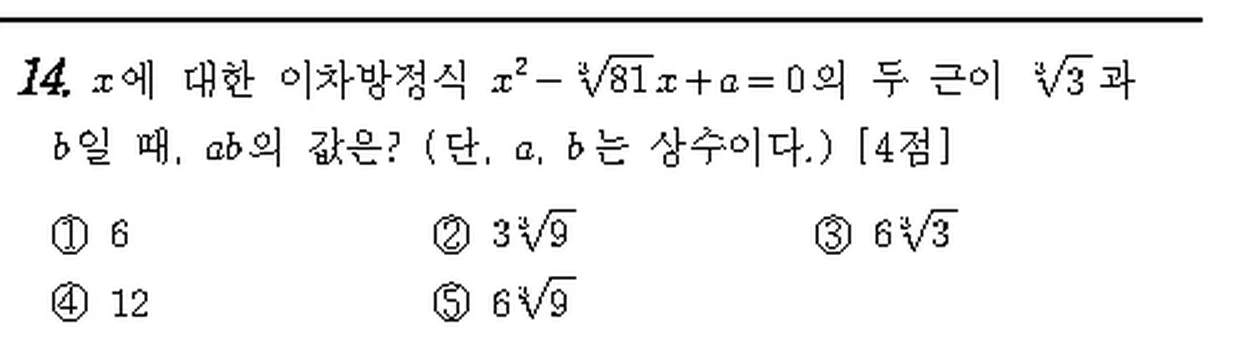 14. x에 대한 이차방정식 x² − ∛81 x + a = 0의 두 근이 ∛3 과
b일 때, ab의 값은? (단, a, b는 상수이다.) [4점]
① 6 ② 3∛9 ③ 6∛3
④ 12 ⑤ 6∛9